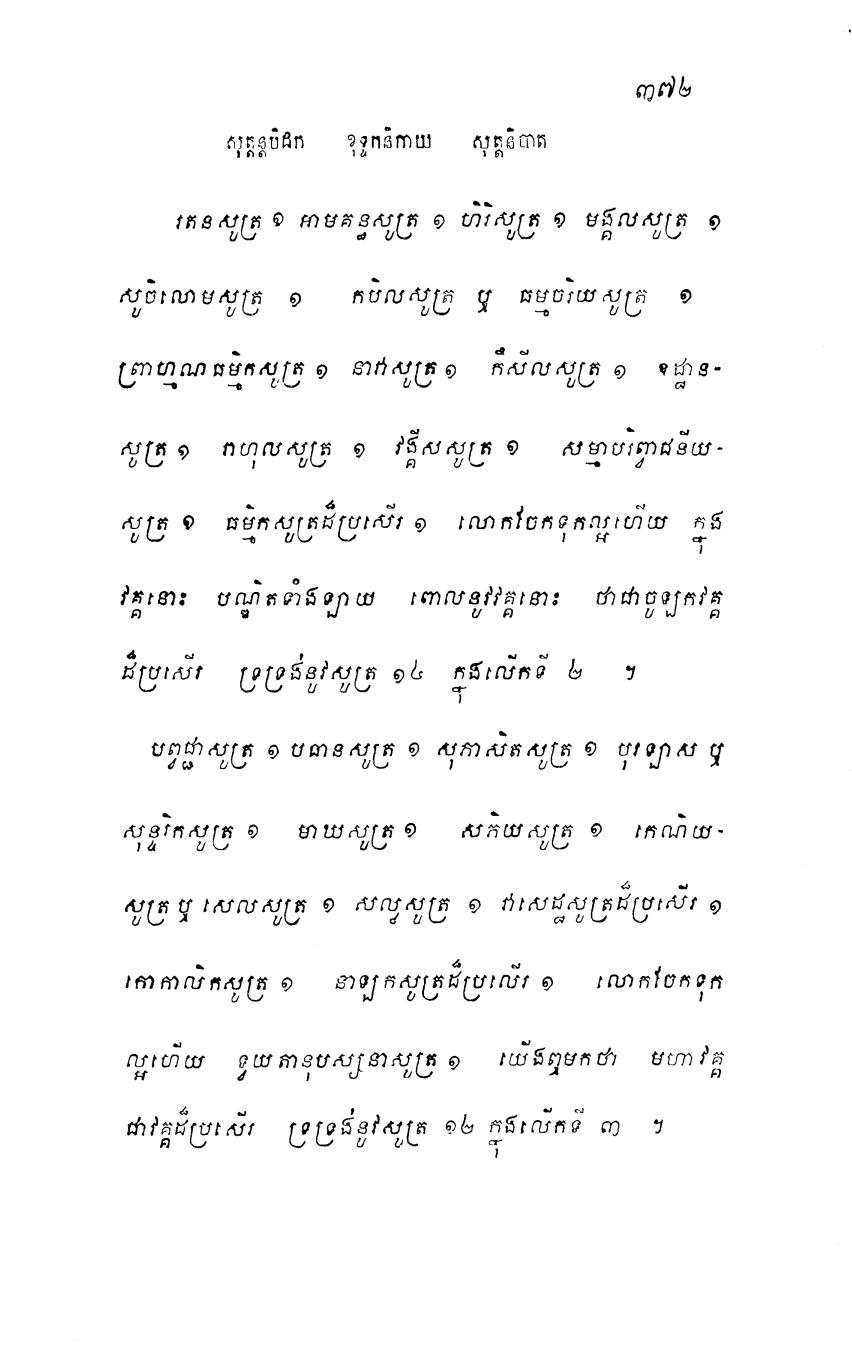 ៣៧២
សុត្តន្តបិដក ខុទ្ទកនិកាយ សុត្តនិបាត
រតនសូត្រ ១ អាមគន្ធសូត្រ ១ ហិរិសូត្រ ១ មង្គលសូត្រ ១
សូចិលោមសូត្រ ១ កបិលសូត្រ ឬ ធម្មចរិយសូត្រ ១
ព្រាហ្មណធម្មិកសូត្រ ១ នាវាសូត្រ ១ កឹសីលសូត្រ ១ ឧដ្ឋាន-
សូត្រ ១ រាហុលសូត្រ ១ វង្គីសសូត្រ ១ សម្មាបរិព្វាជនីយ-
សូត្រ ១ ធម្មិកសូត្រដ៏ប្រសើរ ១ លោកចែកទុកល្អហើយ ក្នុង
វគ្គនោះ បណ្ឌិតទាំងឡាយ ពោលនូវវគ្គនោះ ថាជាចូឡកវគ្គ
ដ៏ប្រសើរ ទ្រទ្រង់នូវសូត្រ ១៤ ក្នុងលើកទី ២ ។
បព្វជ្ជាសូត្រ ១ បធានសូត្រ ១ សុភាសិតសូត្រ ១ បុរឡាស ឬ
សុន្ទរិកសូត្រ ១ មាឃសូត្រ ១ សភិយសូត្រ ១ កេណិយ-
សូត្រ ឬ សេលសូត្រ ១ សល្លសូត្រ ១ វាសេដ្ឋសូត្រដ៏ប្រសើរ ១
កោកាលិកសូត្រ ១ នាឡកសូត្រដ៏ប្រសើរ ១ លោកចែកទុក
ល្អហើយ ទ្វយតានុបស្សនាសូត្រ ១ យើងឮមកថា មហាវគ្គ
ជាវគ្គដ៏ប្រសើរ ទ្រទ្រង់នូវសូត្រ ១២ ក្នុងលើកទី ៣ ។